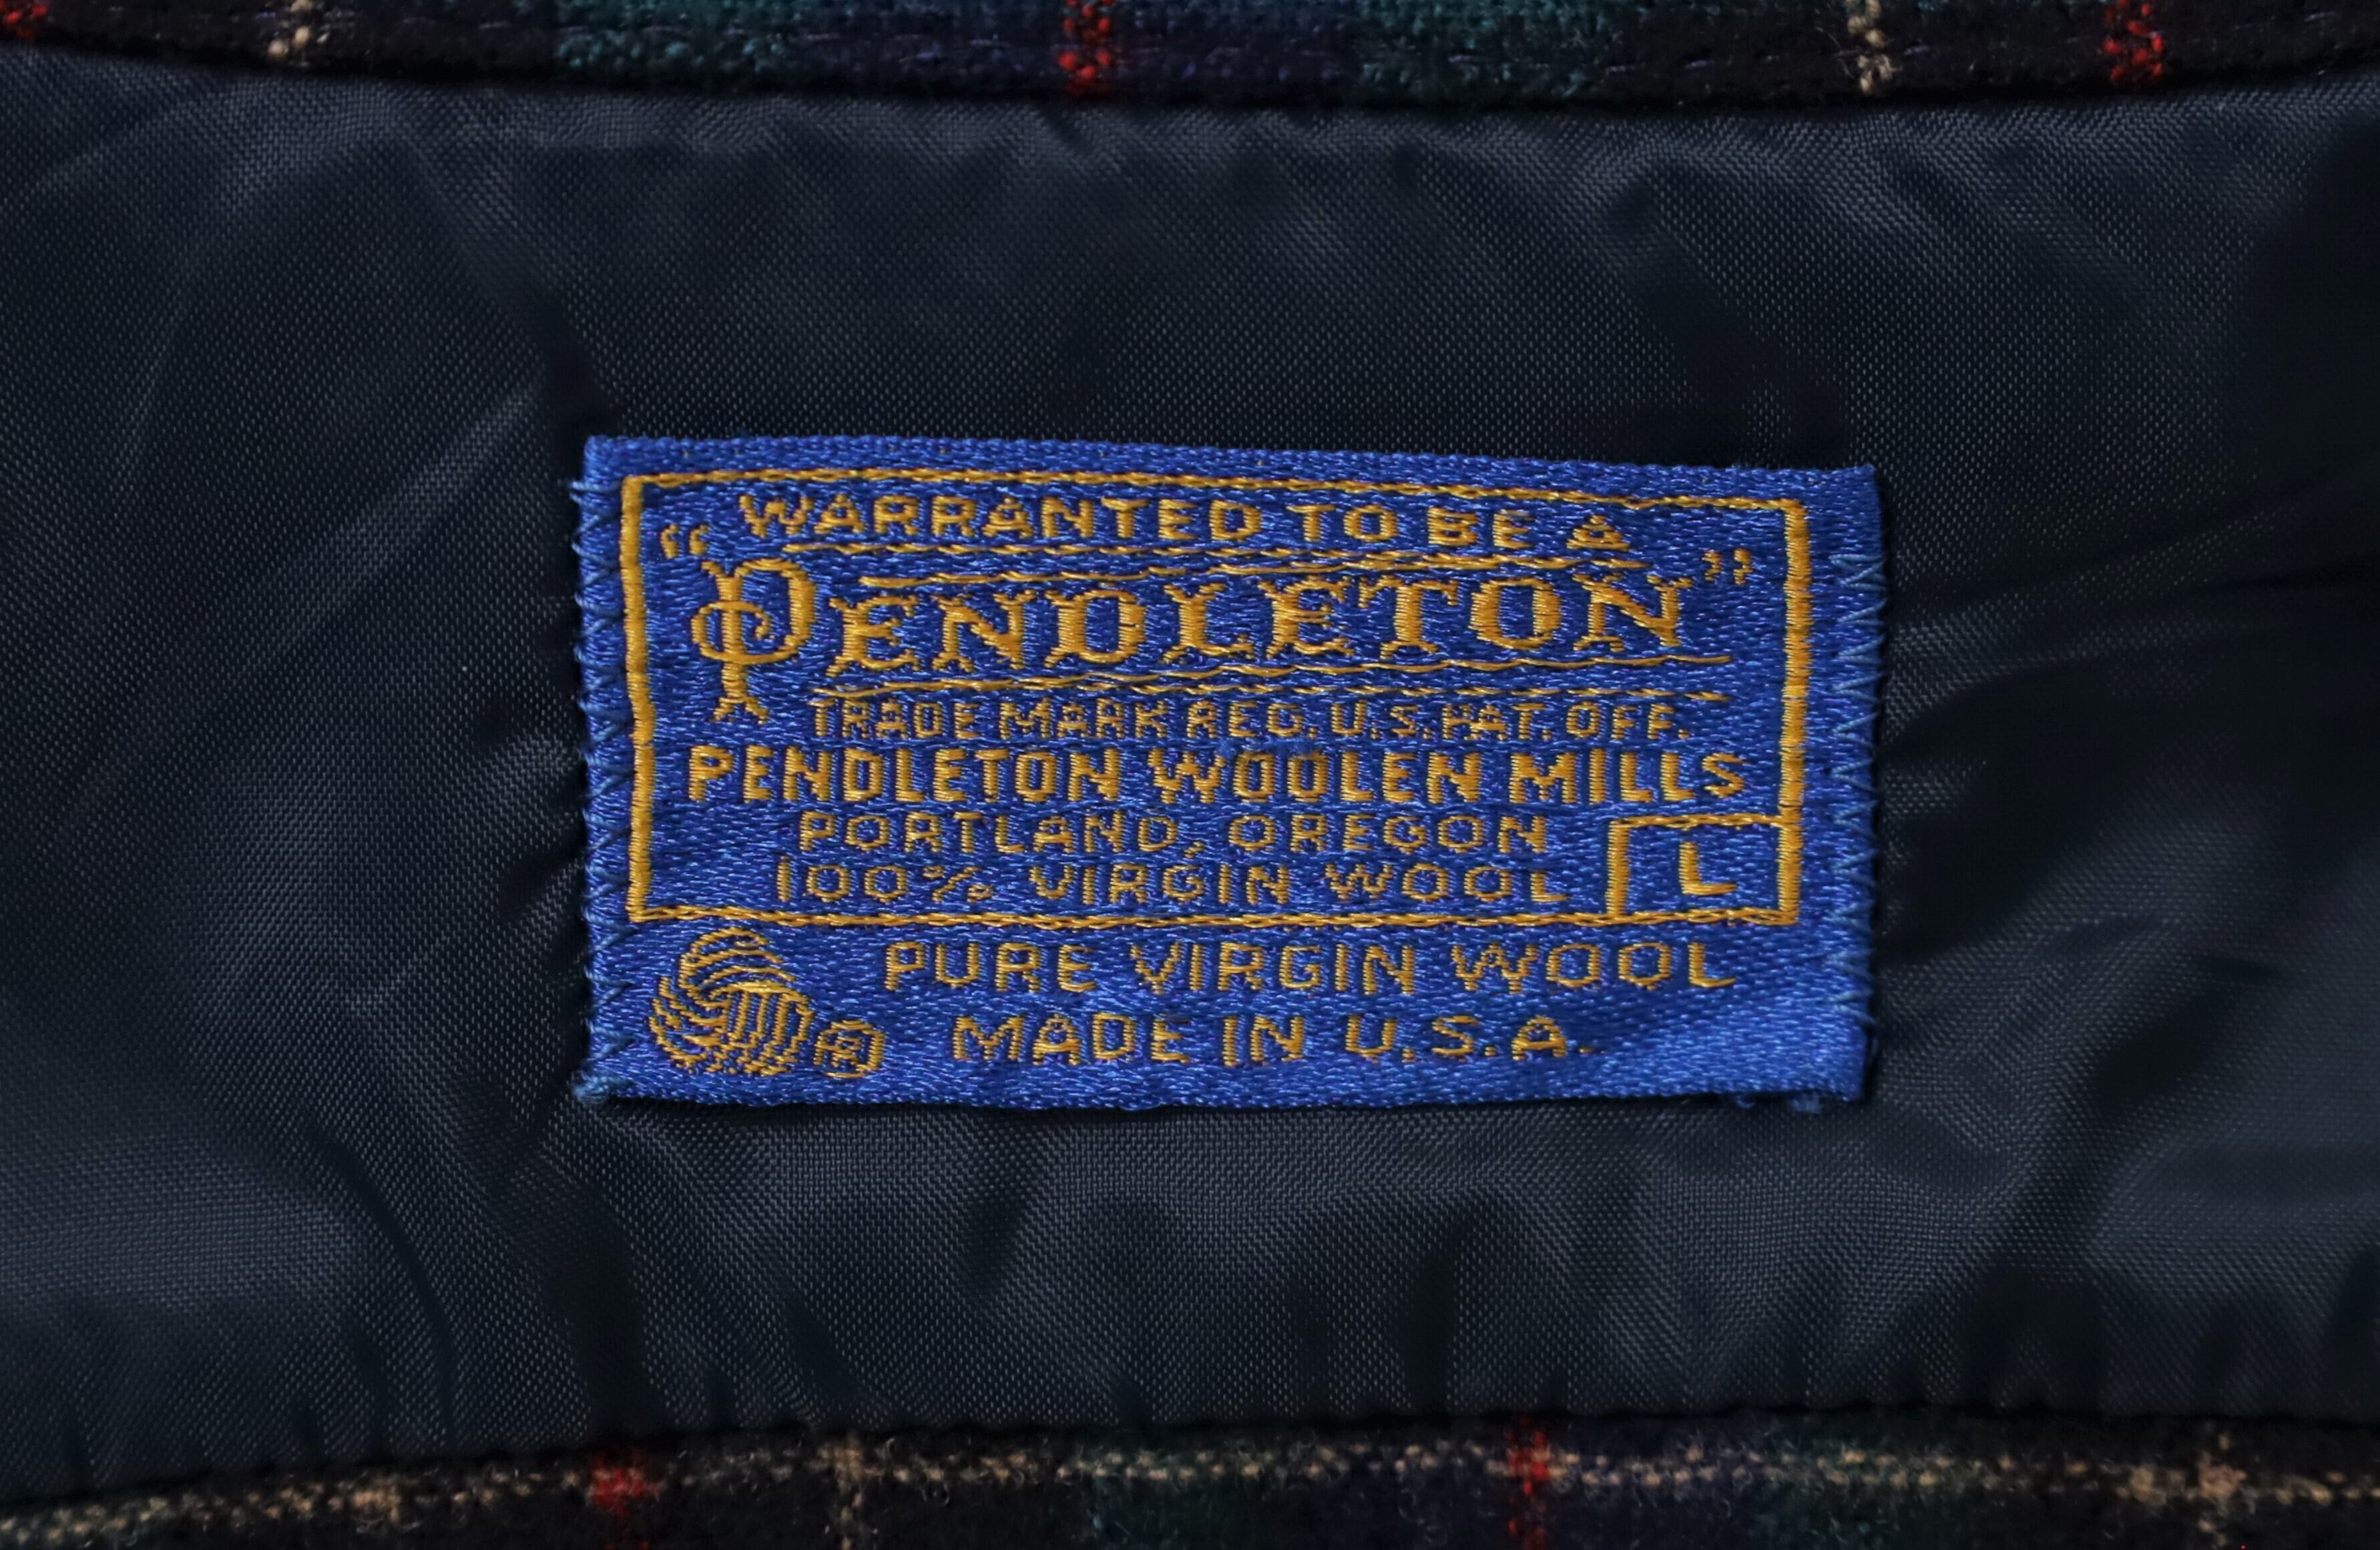 "WARRANTED TO BE A
PENDLETON"
TRADE MARK REG. U.S. PAT. OFF.
PENDLETON WOOLEN MILLS
PORTLAND, OREGON
100% VIRGIN WOOL
L
PURE VIRGIN WOOL
® MADE IN U.S.A.